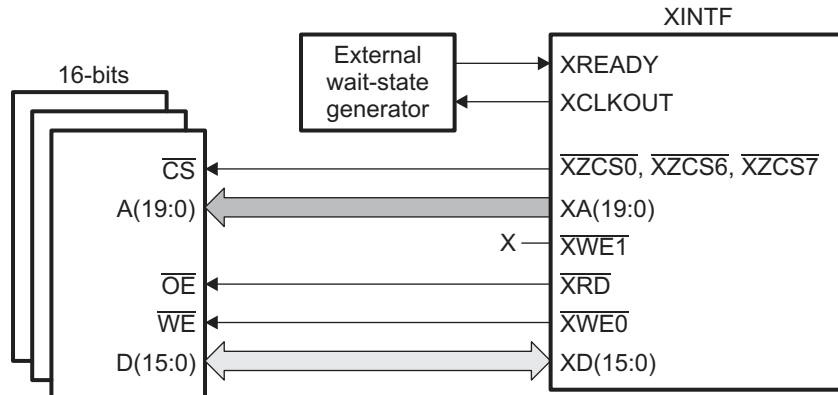 XINTF
External
wait-state
generator
XREADY
XCLKOUT
16-bits
CS
XZCS0, XZCS6, XZCS7
A(19:0)
XA(19:0)
X
XWE1
OE
XRD
WE
XWE0
D(15:0)
XD(15:0)